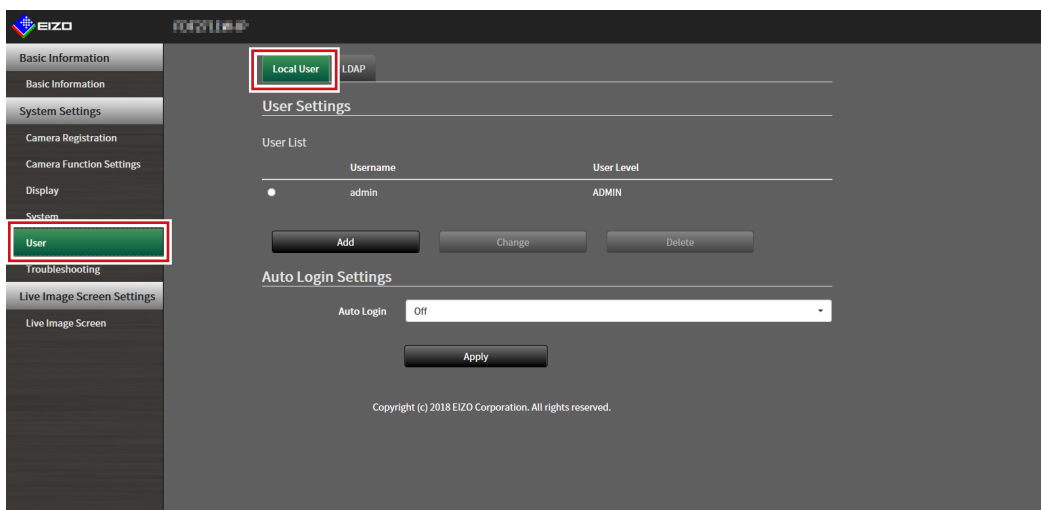 EIZO
Basic Information
Basic Information
System Settings
Camera Registration
Camera Function Settings
Display
System
User
Troubleshooting
Live Image Screen Settings
Live Image Screen
Local User LDAP
User Settings
User List
Username User Level
admin ADMIN
Add Change Delete
Auto Login Settings
Auto Login Off
Apply
Copyright (c) 2018 EIZO Corporation. All rights reserved.